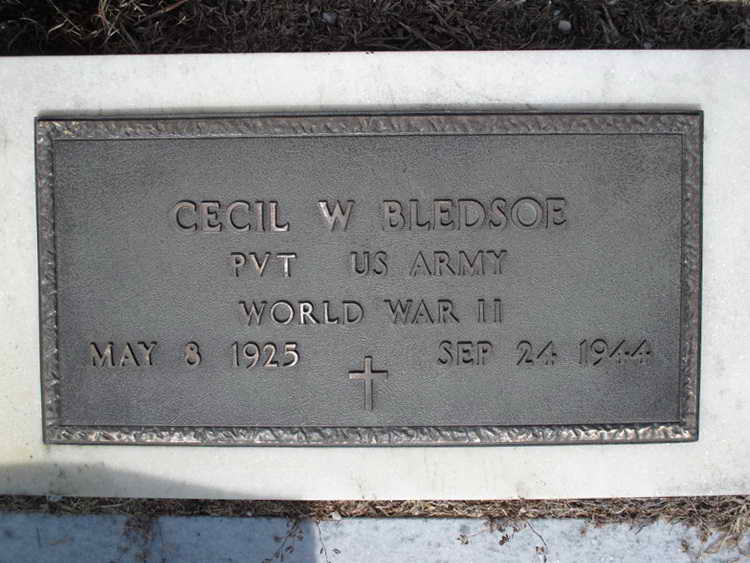 CECIL W BLEDSOE
PVT US ARMY
WORLD WAR II
MAY 8 1925 SEP 24 1944